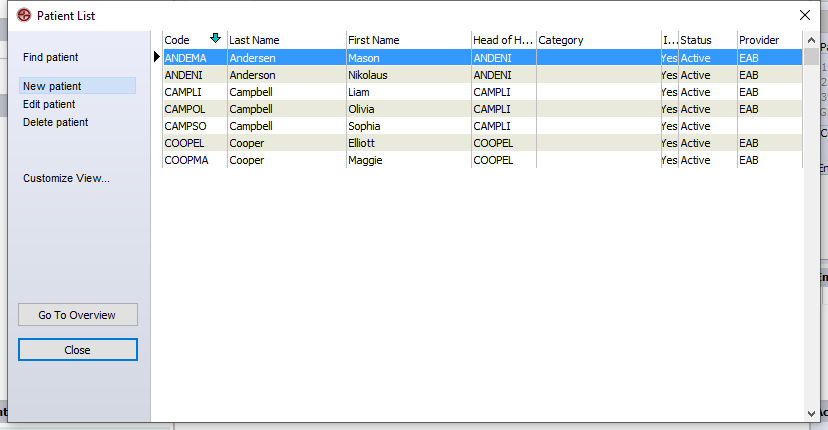 Patient List
Code Last Name First Name Head of H... Category I... Status Provider
Find patient
New patient
Edit patient
Delete patient
Customize View...
Go To Overview
Close
ANDEMA Andersen Mason ANDENI Yes Active EAB
ANDENI Anderson Nikolaus ANDENI Yes Active EAB
CAMPLI Campbell Liam CAMPLI Yes Active EAB
CAMPOL Campbell Olivia CAMPLI Yes Active EAB
CAMPSO Campbell Sophia CAMPLI Yes Active
COOPEL Cooper Elliott COOPEL Yes Active EAB
COOPMA Cooper Maggie COOPEL Yes Active EAB